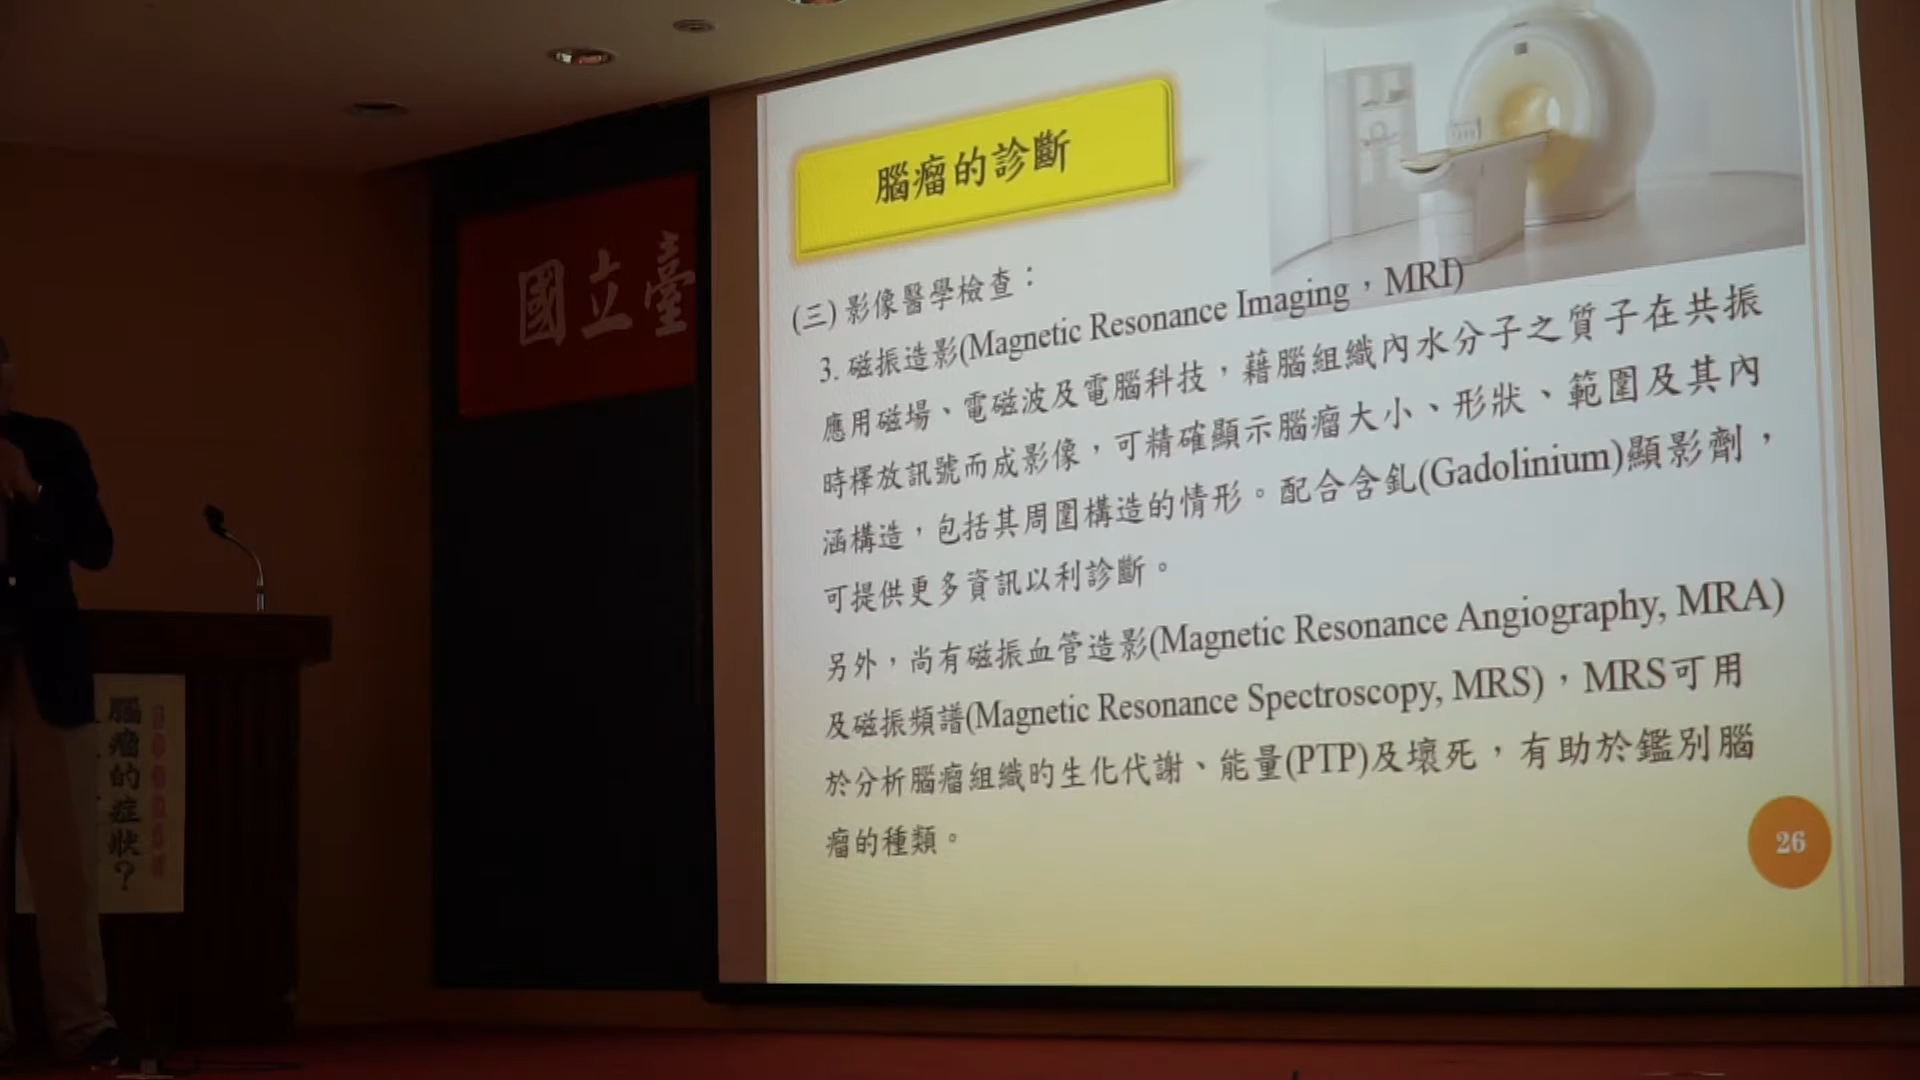 國立臺
腦瘤的診斷
(三) 影像醫學檢查：
3. 磁振造影(Magnetic Resonance Imaging，MRI)
應用磁場、電磁波及電腦科技，藉腦組織內水分子之質子在共振
時釋放訊號而成影像，可精確顯示腦瘤大小、形狀、範圍及其內
涵構造，包括其周圍構造的情形。配合含釓(Gadolinium)顯影劑，
可提供更多資訊以利診斷。
另外，尚有磁振血管造影(Magnetic Resonance Angiography, MRA)
及磁振頻譜(Magnetic Resonance Spectroscopy, MRS)，MRS可用
於分析腦瘤組織的生化代謝、能量(PTP)及壞死，有助於鑑別腦
瘤的種類。
26
腦瘤的症狀？